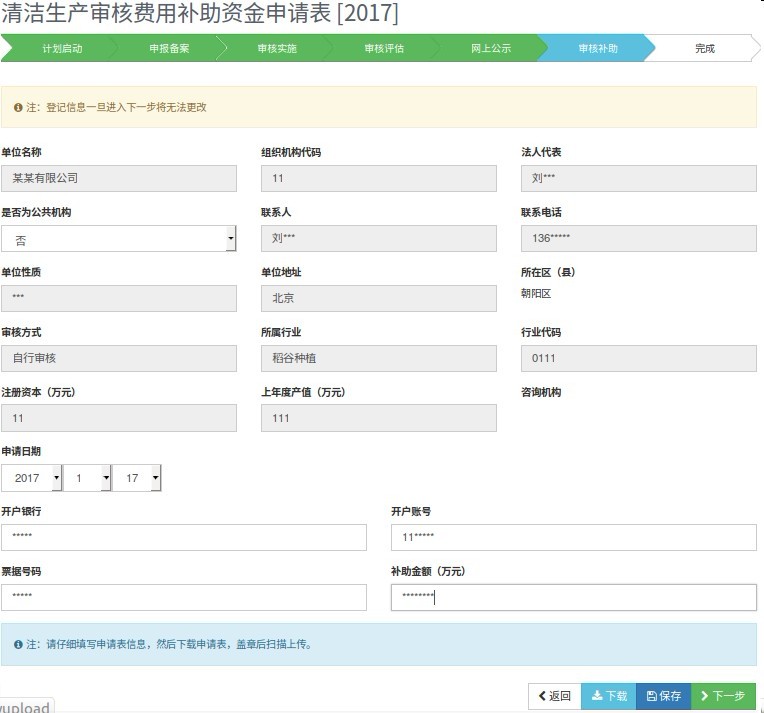 清洁生产审核费用补助资金申请表 [2017]
计划启动 申报备案 审核实施 审核评估 网上公示 审核补助 完成
注：登记信息一旦进入下一步将无法更改
单位名称 组织机构代码 法人代表
某某有限公司 11 刘***
是否为公共机构 联系人 联系电话
否 刘*** 136*****
单位性质 单位地址 所在区（县）
*** 北京 朝阳区
审核方式 所属行业 行业代码
自行审核 稻谷种植 0111
注册资本（万元） 上年度产值（万元） 咨询机构
11 111
申请日期
2017 1 17
开户银行 开户账号
***** 11*****
票据号码 补助金额（万元）
***** ********
注：请仔细填写申请表信息，然后下载申请表，盖章后扫描上传。
返回 下载 保存 下一步
upload